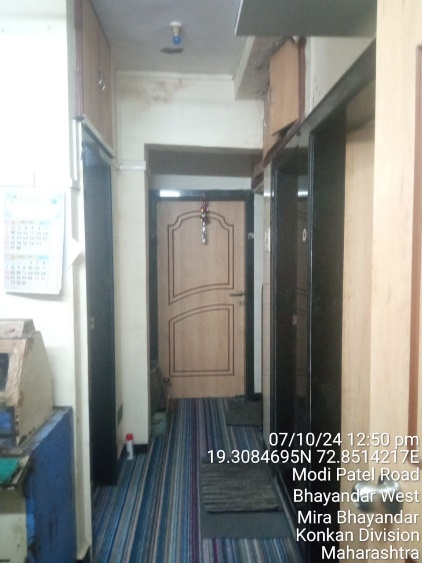 07/10/24 12:50 pm
19.3084695N 72.8514217E
Modi Patel Road
Bhayandar West
Mira Bhayandar
Konkan Division
Maharashtra